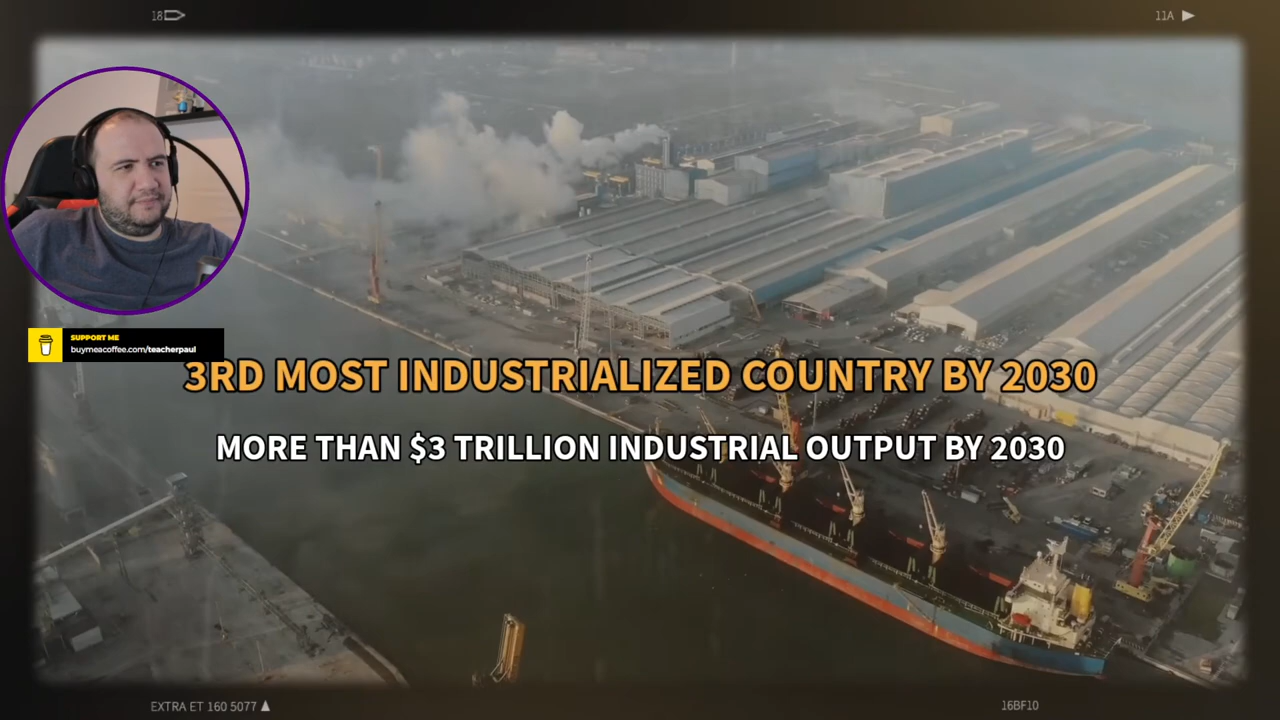 18
11A
SUPPORT ME
buymeacoffee.com/teacherpaul
3RD MOST INDUSTRIALIZED COUNTRY BY 2030
MORE THAN $3 TRILLION INDUSTRIAL OUTPUT BY 2030
EXTRA ET 160 5077
16BF10